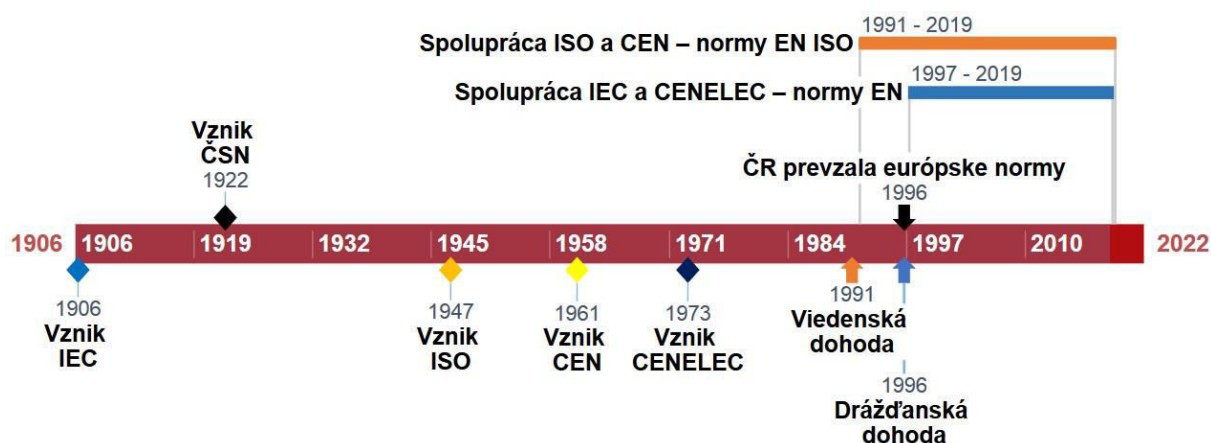 1991 - 2019
Spolupráca ISO a CEN – normy EN ISO
1997 - 2019
Spolupráca IEC a CENELEC – normy EN
Vznik
ČSN
1922
ČR prevzala európske normy
1996
1906 1906 1919 1932 1945 1958 1971 1984 1997 2010 2022
1906
Vznik
IEC
1947
Vznik
ISO
1961
Vznik
CEN
1973
Vznik
CENELEC
1991
Viedenská
dohoda
1996
Drážďanská
dohoda